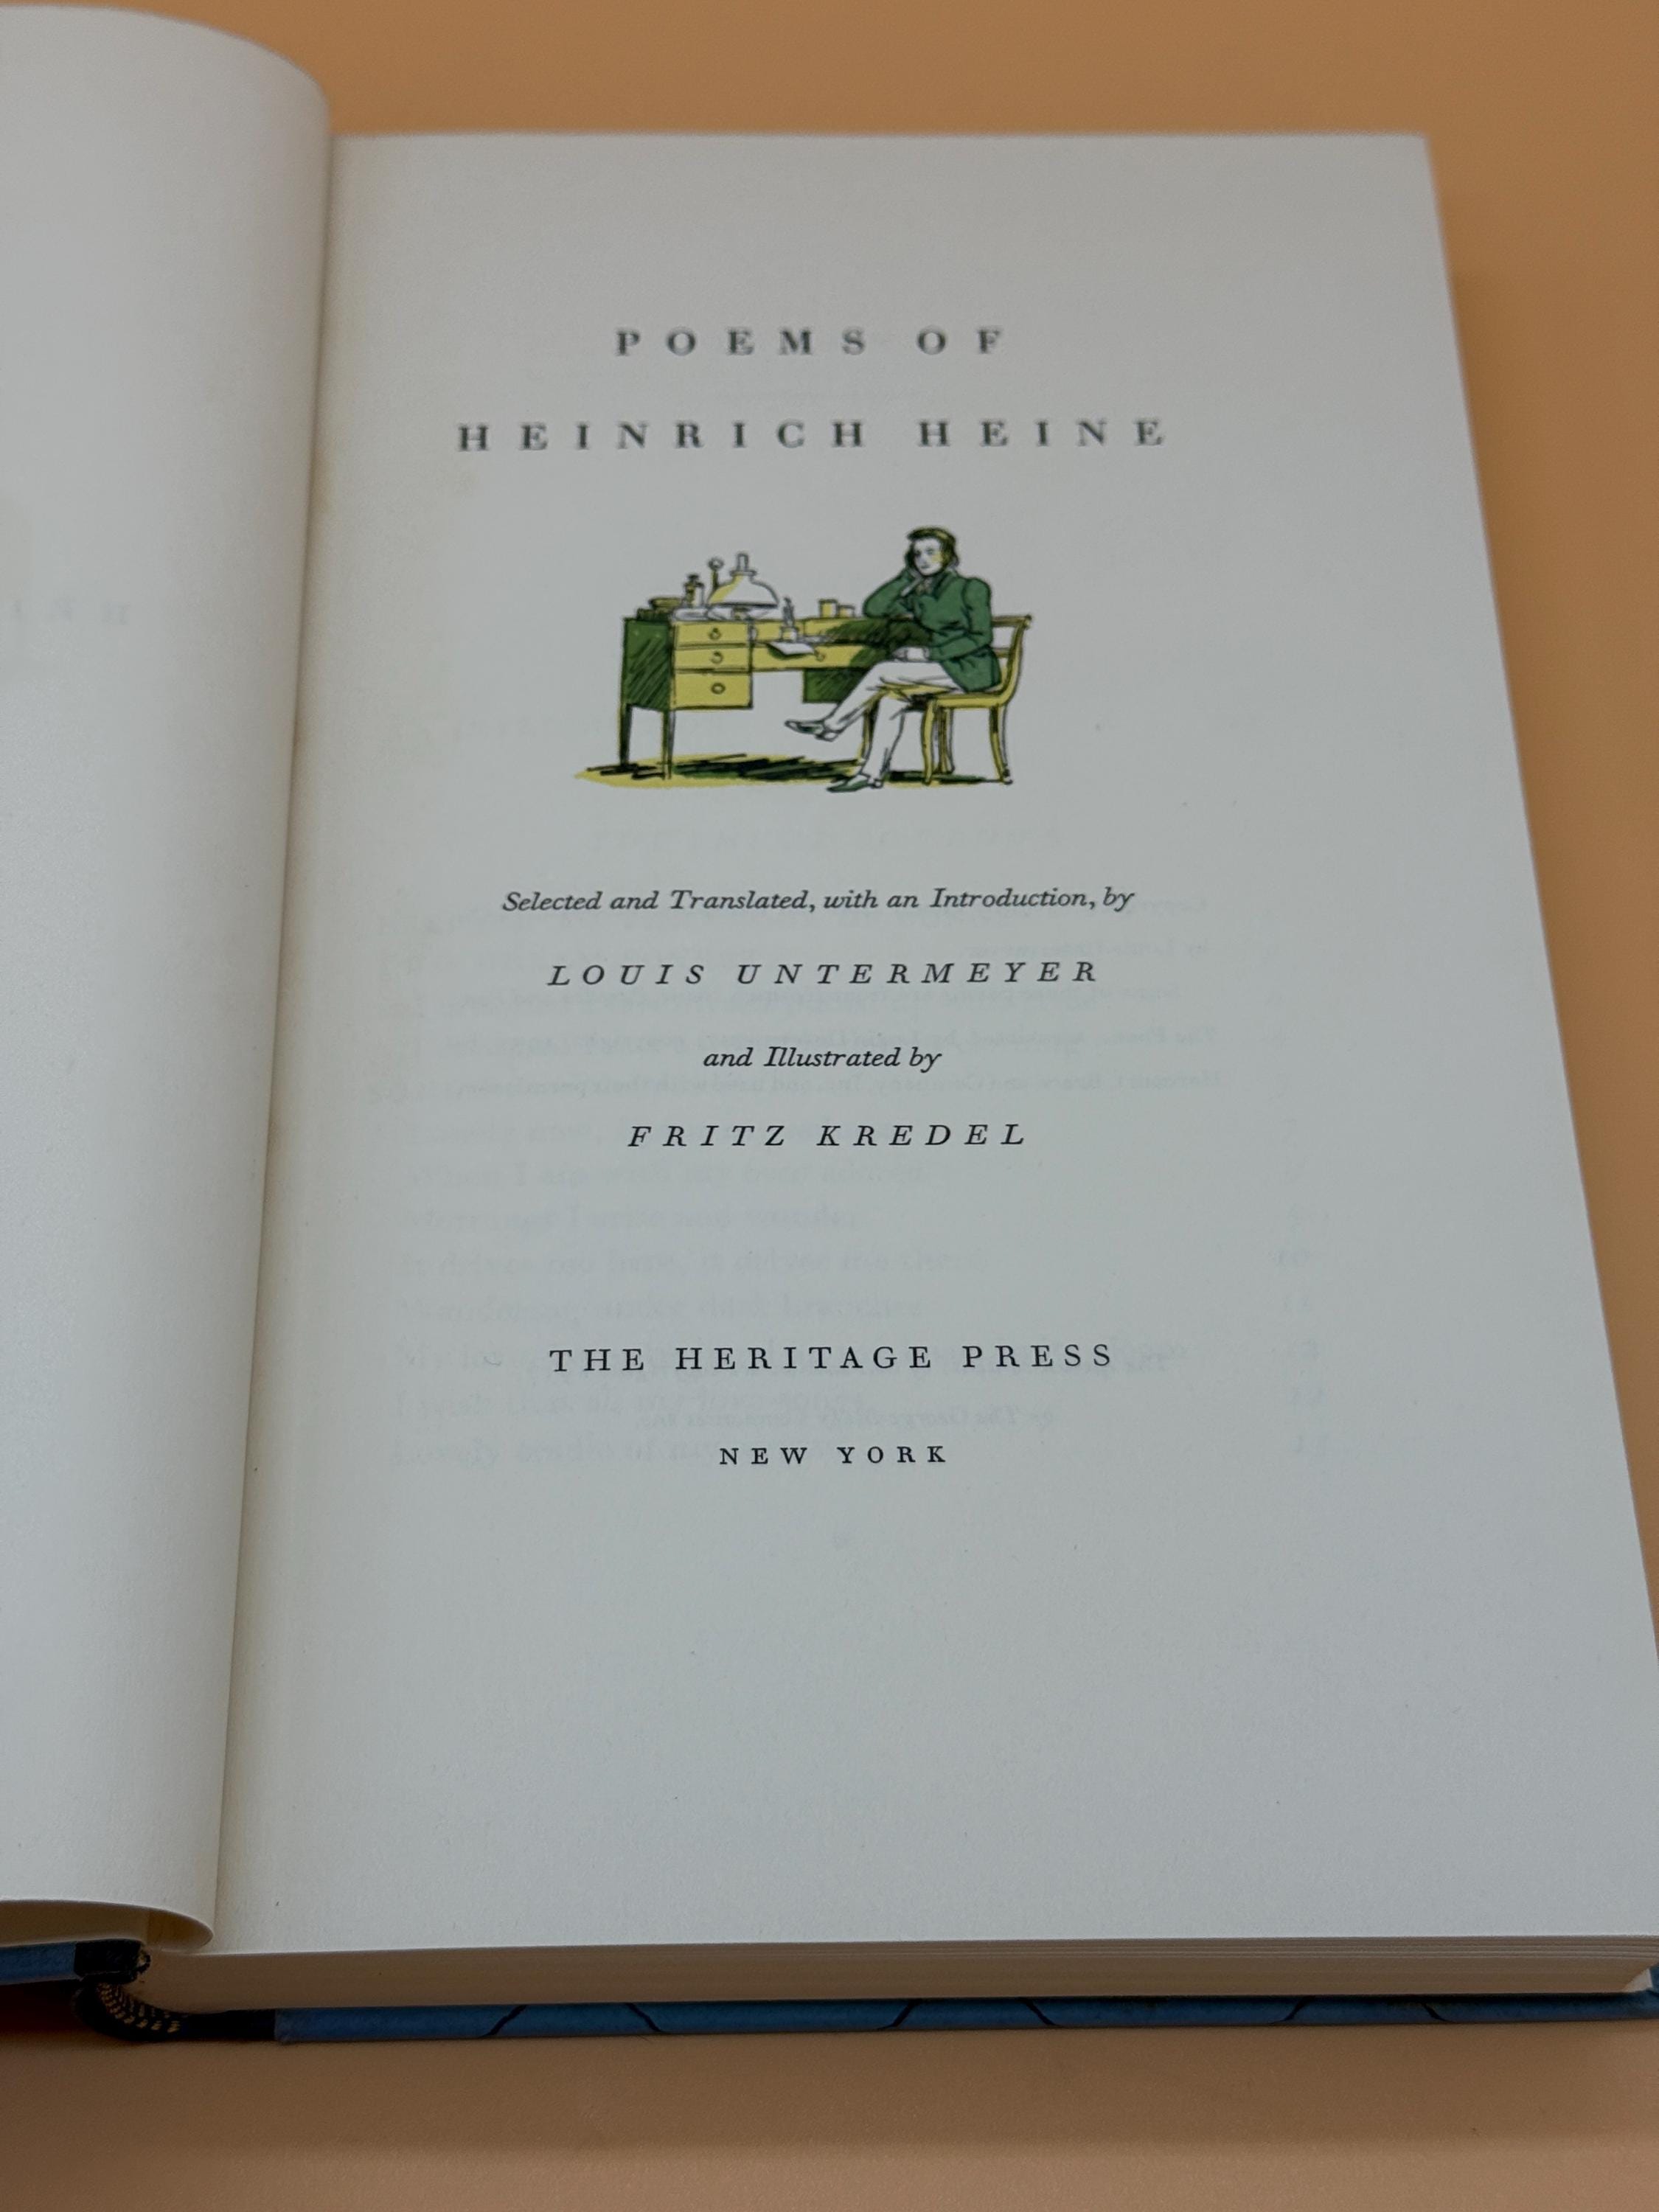 POEMS OF
HEINRICH HEINE
Selected and Translated, with an Introduction, by
LOUIS UNTERMEYER
and Illustrated by
FRITZ KREDEL
THE HERITAGE PRESS
NEW YORK